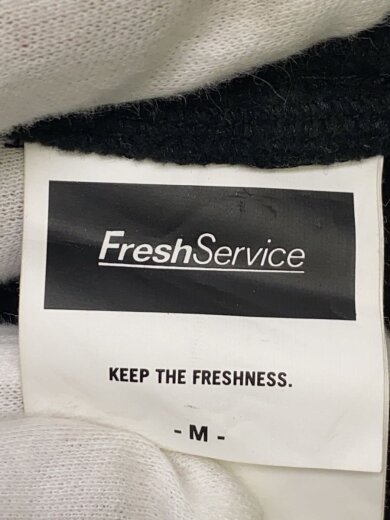 FreshService
KEEP THE FRESHNESS.
- M -